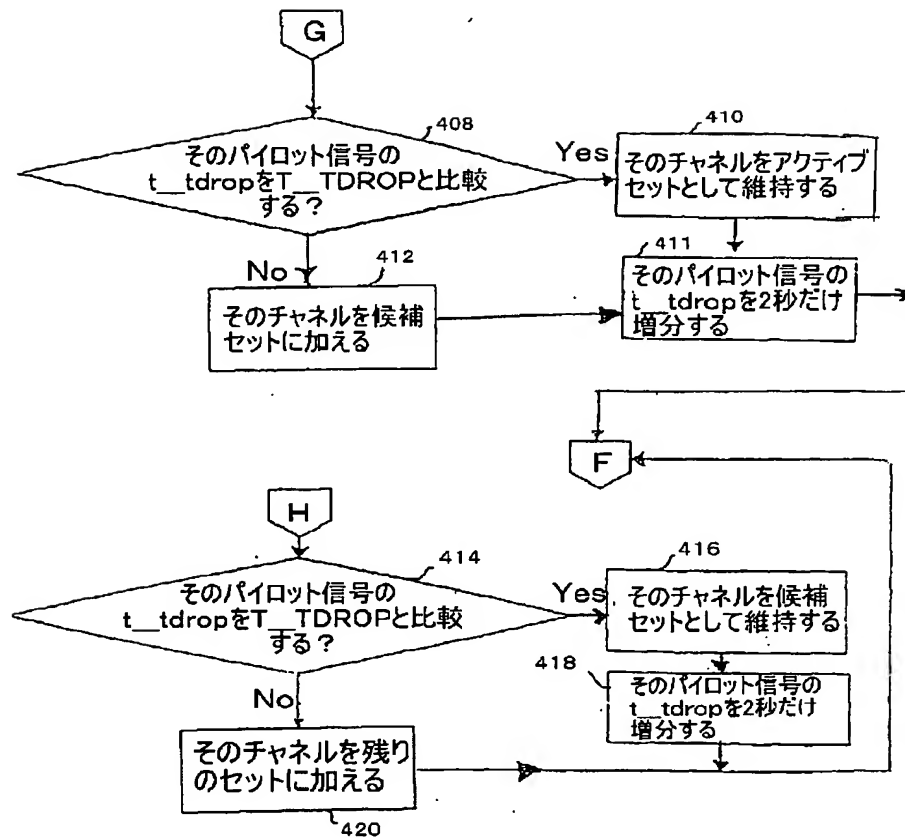 G
408
そのパイロット信号の
t__tdropをT__TDROPと比較
する？
Yes
410
そのチャネルをアクティブ
セットとして維持する
No
412
そのチャネルを候補
セットに加える
411
そのパイロット信号の
t__tdropを2秒だけ
増分する
F
H
414
そのパイロット信号の
t__tdropをT__TDROPと比較
する？
Yes
416
そのチャネルを候補
セットとして維持する
418
そのパイロット信号の
t__tdropを2秒だけ
増分する
No
そのチャネルを残り
のセットに加える
420